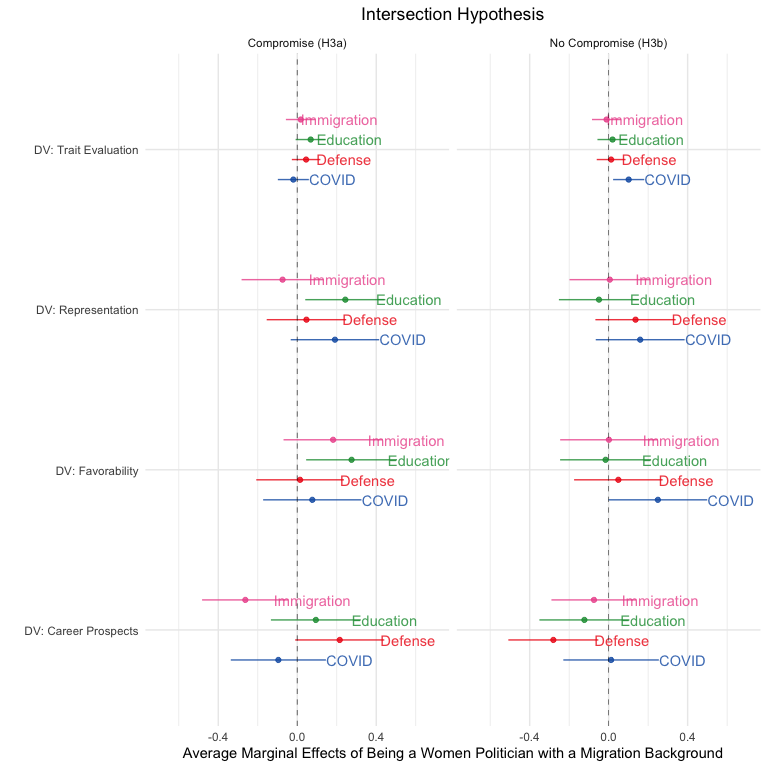 Intersection Hypothesis
Compromise (H3a)
No Compromise (H3b)
DV: Trait Evaluation
Immigration
Education
Defense
COVID
Immigration
Education
Defense
COVID
DV: Representation
Immigration
Education
Defense
COVID
Immigration
Education
Defense
COVID
DV: Favorability
Immigration
Education
Defense
COVID
Immigration
Education
Defense
COVID
DV: Career Prospects
Immigration
Education
Defense
COVID
Immigration
Education
Defense
COVID
-0.4 0.0 0.4
-0.4 0.0 0.4
Average Marginal Effects of Being a Women Politician with a Migration Background